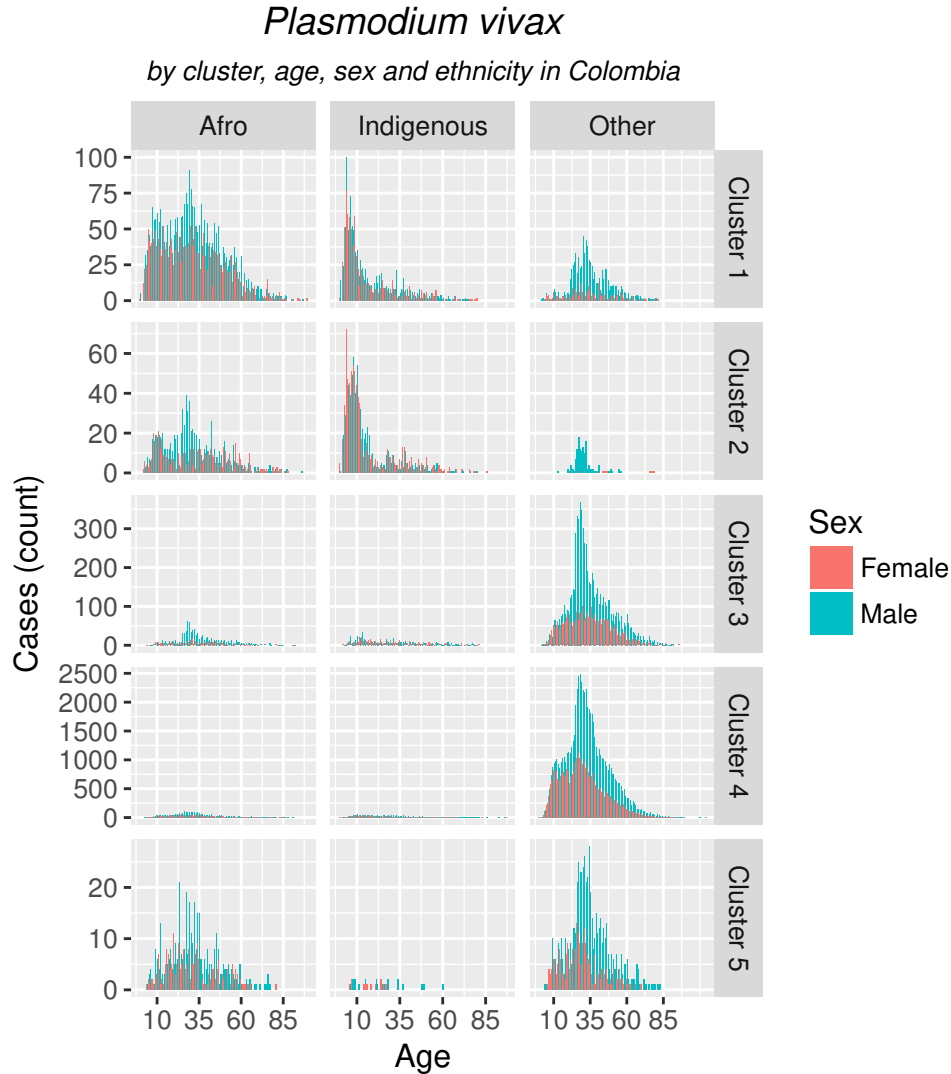 Plasmodium vivax
by cluster, age, sex and ethnicity in Colombia
Afro
Indigenous
Other
100
75
50
25
0
Cluster 1
60
40
20
0
Cluster 2
300
200
100
0
Cluster 3
2500
2000
1500
1000
500
0
Cluster 4
20
10
0
Cluster 5
10 35 60 85
10 35 60 85
10 35 60 85
Age
Cases (count)
Sex
Female
Male